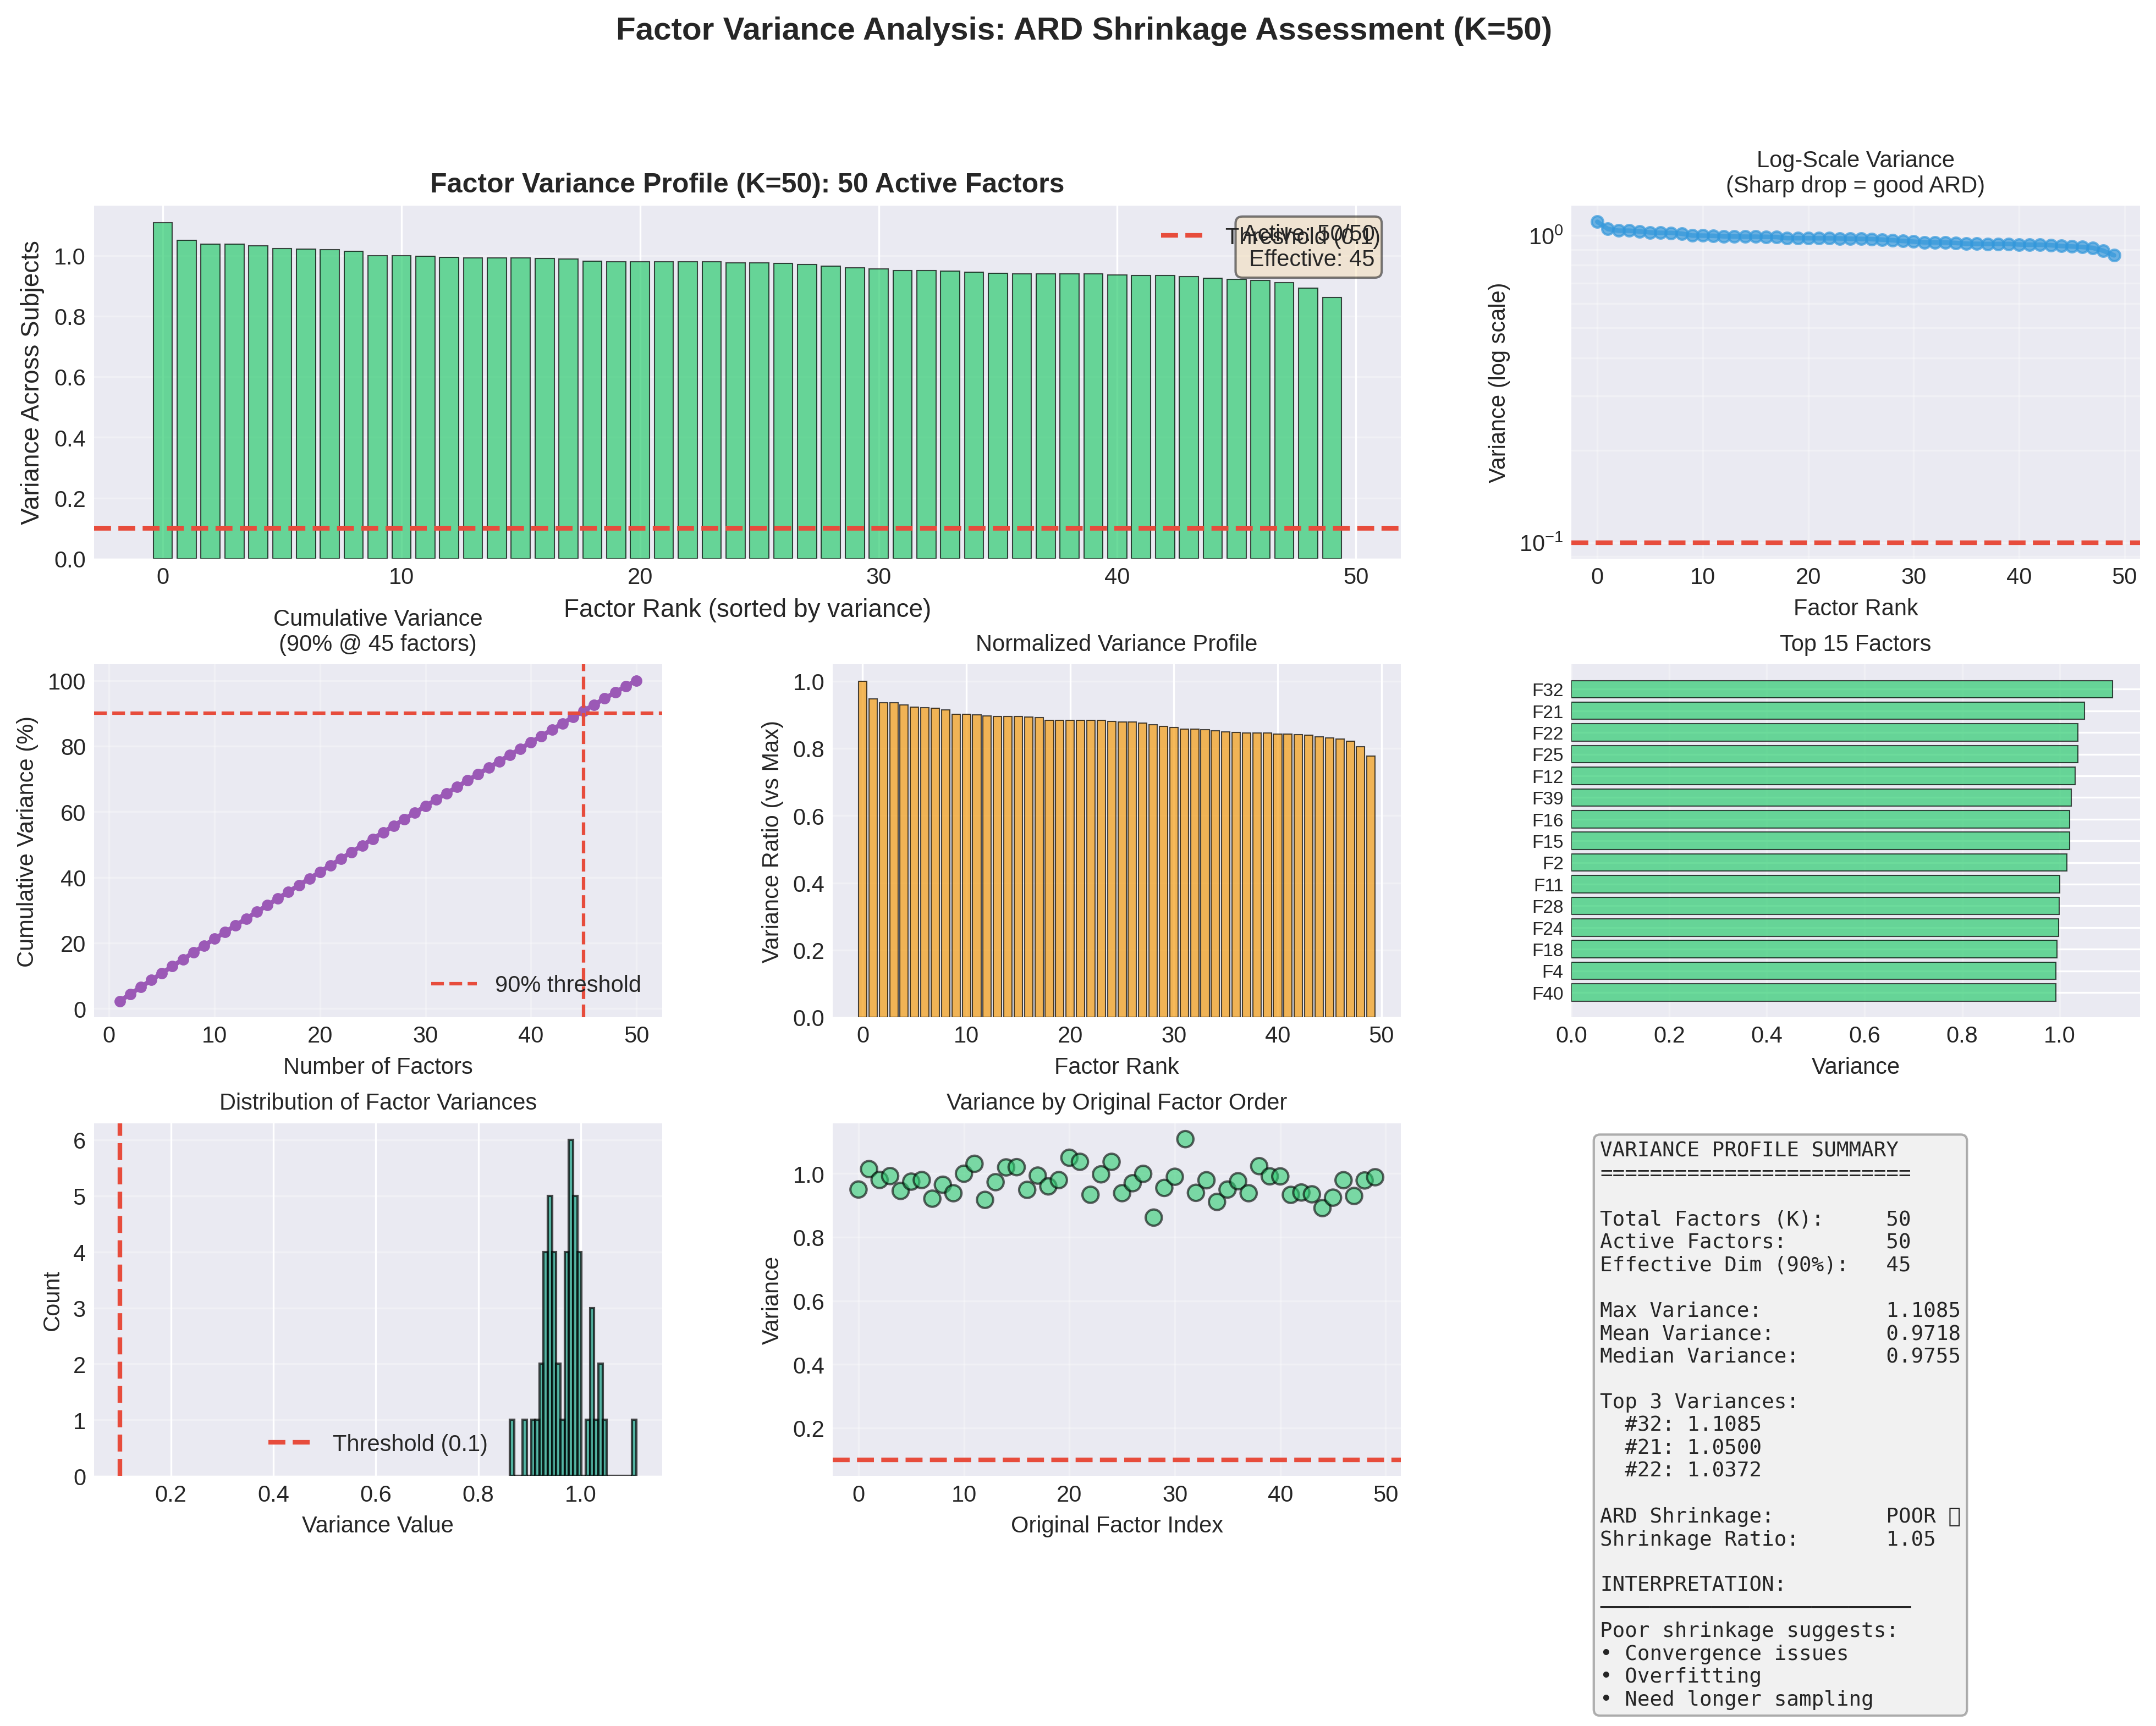 Factor Variance Analysis: ARD Shrinkage Assessment (K=50)
Factor Variance Profile (K=50): 50 Active Factors
Variance Across Subjects
1.0
0.8
0.6
0.4
0.2
0.0
0 10 20 30 40 50
Factor Rank (sorted by variance)
Threshold (0.1)
Active: 50/50
Effective: 45
Log-Scale Variance
(Sharp drop = good ARD)
Variance (log scale)
10⁰
10⁻¹
0 10 20 30 40 50
Factor Rank
Cumulative Variance
(90% @ 45 factors)
Cumulative Variance (%)
100
80
60
40
20
0
90% threshold
0 10 20 30 40 50
Number of Factors
Normalized Variance Profile
Variance Ratio (vs Max)
1.0
0.8
0.6
0.4
0.2
0.0
0 10 20 30 40 50
Factor Rank
Top 15 Factors
F32
F21
F22
F25
F12
F39
F16
F15
F2
F11
F28
F24
F18
F4
F40
0.0 0.2 0.4 0.6 0.8 1.0
Variance
Distribution of Factor Variances
Count
6
5
4
3
2
1
0
Threshold (0.1)
0.2 0.4 0.6 0.8 1.0
Variance Value
Variance by Original Factor Order
Variance
1.0
0.8
0.6
0.4
0.2
0 10 20 30 40 50
Original Factor Index
VARIANCE PROFILE SUMMARY
=========================
Total Factors (K): 50
Active Factors: 50
Effective Dim (90%): 45
Max Variance: 1.1085
Mean Variance: 0.9718
Median Variance: 0.9755
Top 3 Variances:
#32: 1.1085
#21: 1.0500
#22: 1.0372
ARD Shrinkage: POOR
Shrinkage Ratio: 1.05
INTERPRETATION:
Poor shrinkage suggests:
• Convergence issues
• Overfitting
• Need longer sampling